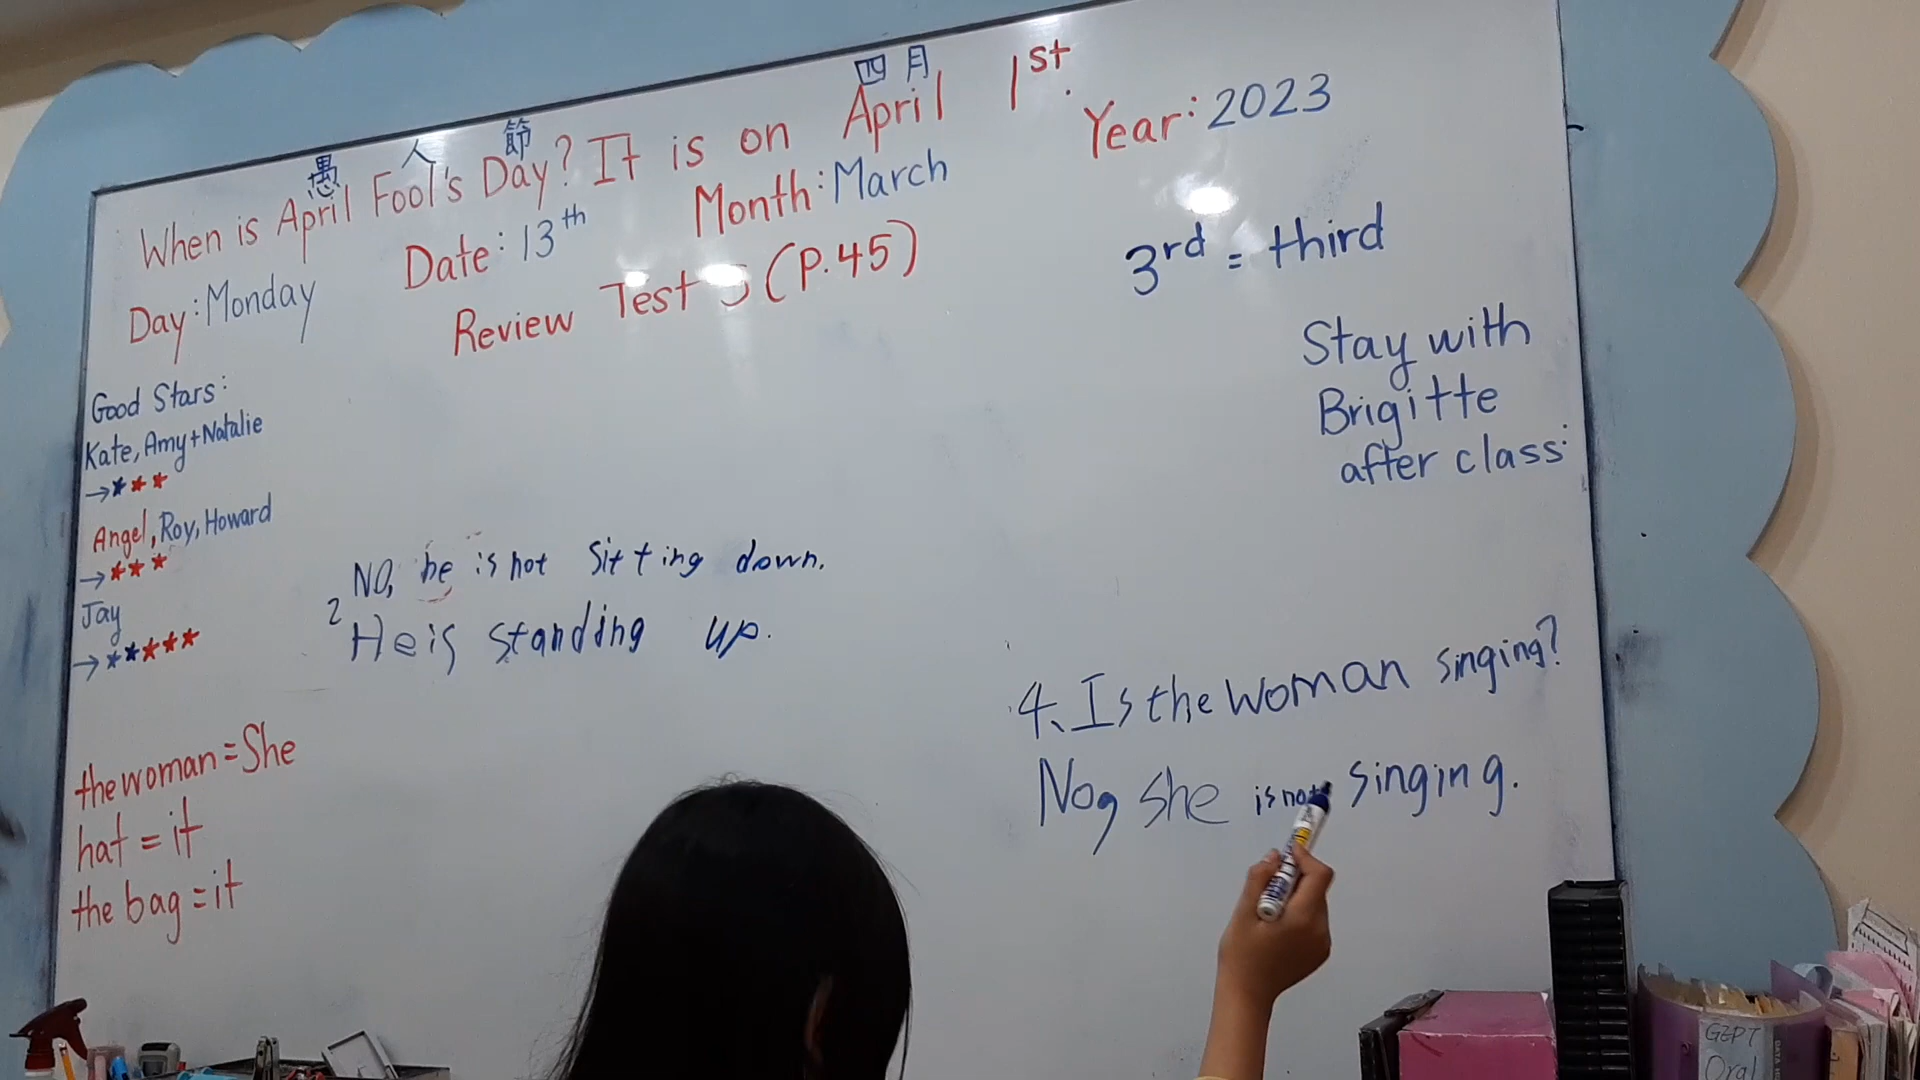 四月
愚人節
When is April Fool's Day? It is on April 1st.
Day: Monday Date: 13th Month: March Year: 2023
Review Test 5 (P.45)
3rd = third
Stay with
Brigitte
after class:
Good Stars:
Kate, Amy + Natalie
→★★★
Angel, Roy, Howard
→★★★
Jay
→★★★★★
the woman = She
hat = it
the bag = it
NO, he is not sitting down.
2 He is standing up.
4、Is the woman singing?
No, she is not singing.
GEPT
Oral